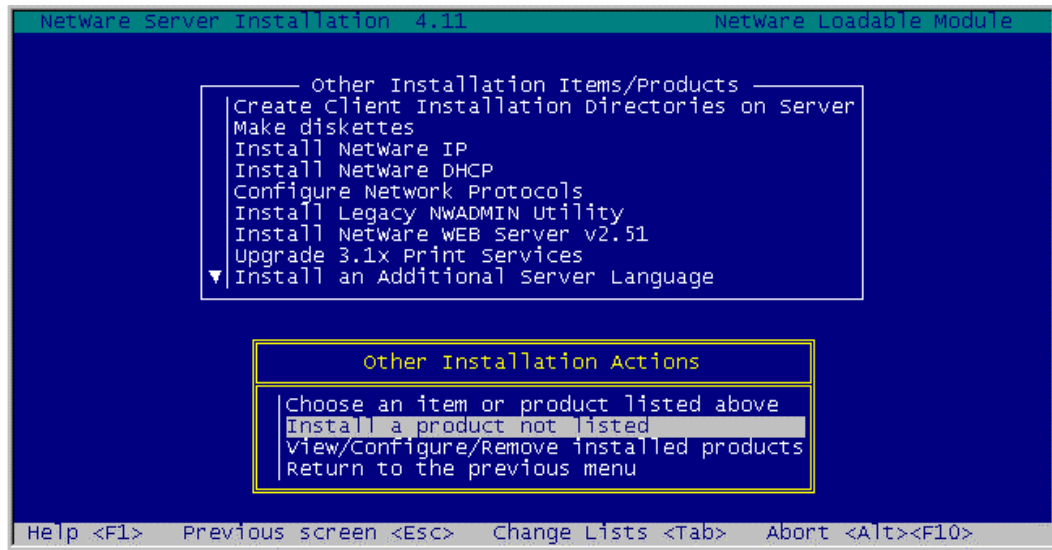 NetWare Server Installation 4.11 NetWare Loadable Module
Other Installation Items/Products
Create Client Installation Directories on Server
Make diskettes
Install NetWare IP
Install NetWare DHCP
Configure Network Protocols
Install Legacy NWADMIN Utility
Install NetWare WEB Server v2.51
Upgrade 3.1x Print Services
Install an Additional Server Language
Other Installation Actions
Choose an item or product listed above
Install a product not listed
View/Configure/Remove installed products
Return to the previous menu
Help <F1> Previous screen <Esc> Change Lists <Tab> Abort <Alt><F10>